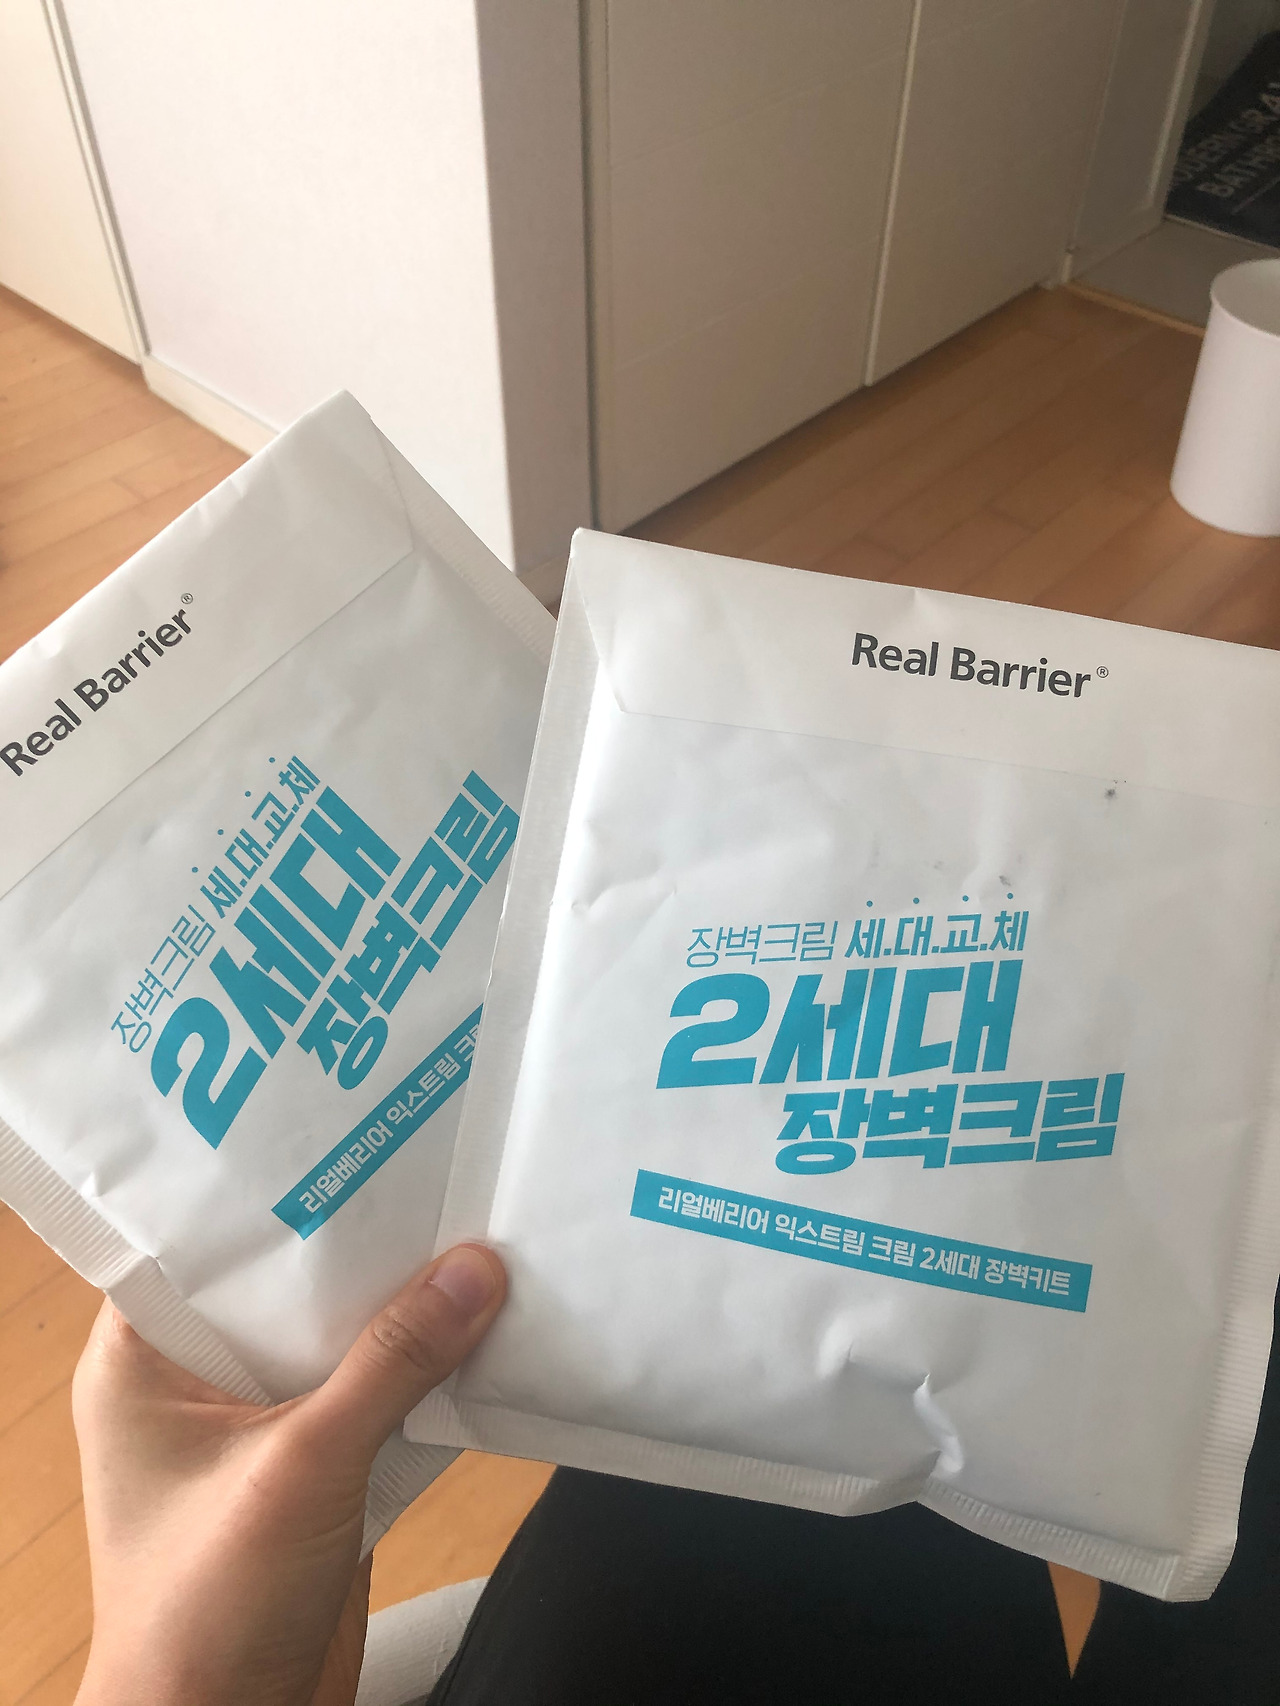 Real Barrier®
장벽크림 세.대.교.체
2세대
장벽크림
리얼베리어 익스트림
Real Barrier®
장벽크림 세.대.교.체
2세대
장벽크림
리얼베리어 익스트림 크림 2세대 장벽키트